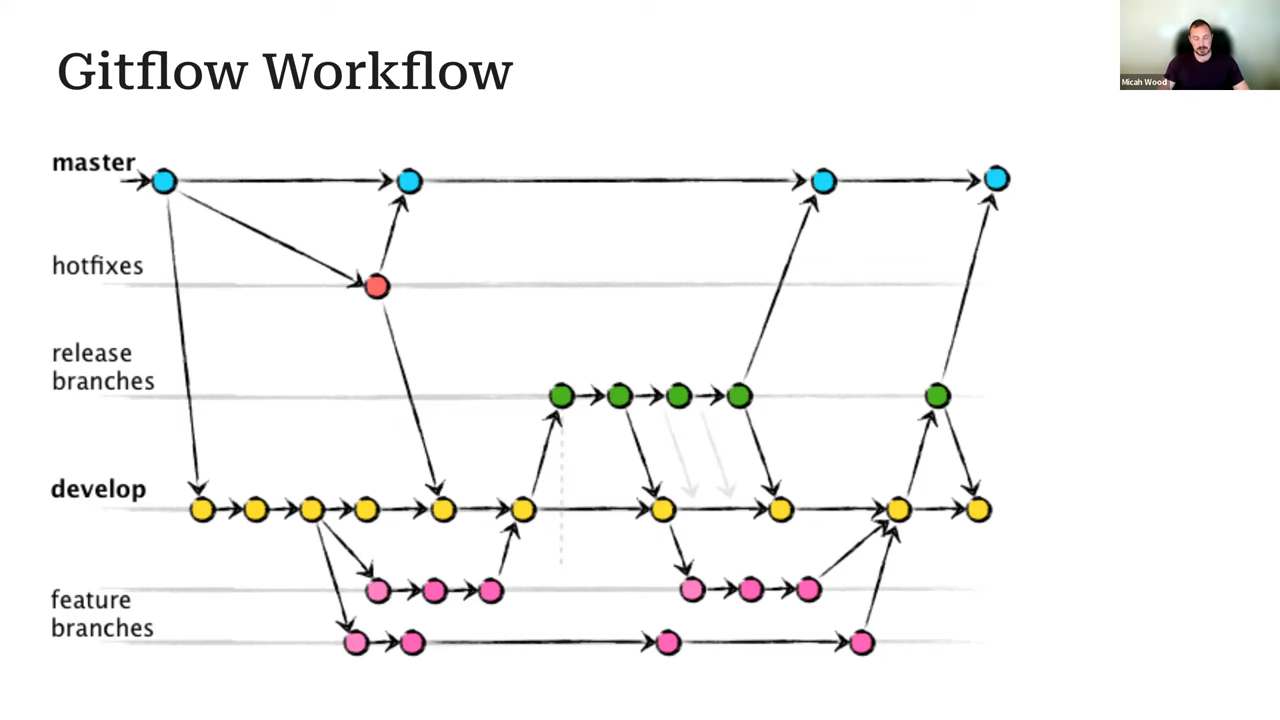 Gitflow Workflow
Micah Wood
master
hotfixes
release
branches
develop
feature
branches